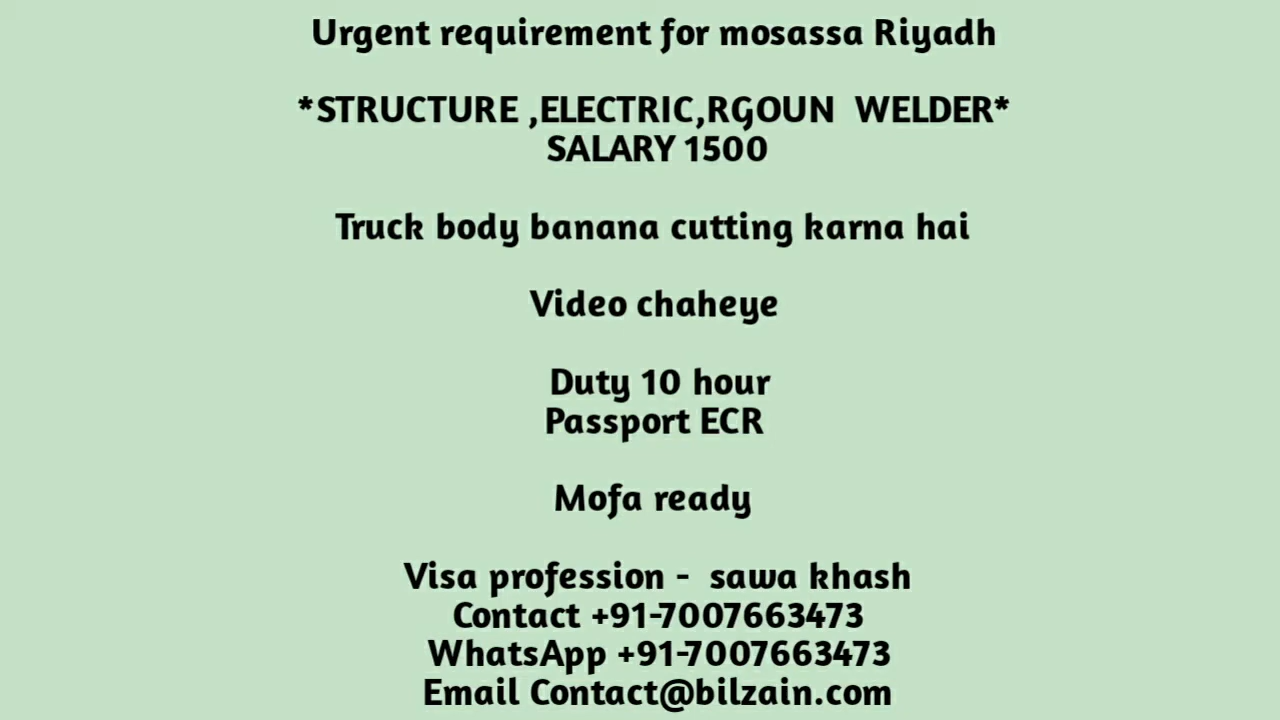 Urgent requirement for mosassa Riyadh
*STRUCTURE ,ELECTRIC,RGOUN WELDER*
SALARY 1500
Truck body banana cutting karna hai
Video chaheye
Duty 10 hour
Passport ECR
Mofa ready
Visa profession - sawa khash
Contact +91-7007663473
WhatsApp +91-7007663473
Email Contact@bilzain.com